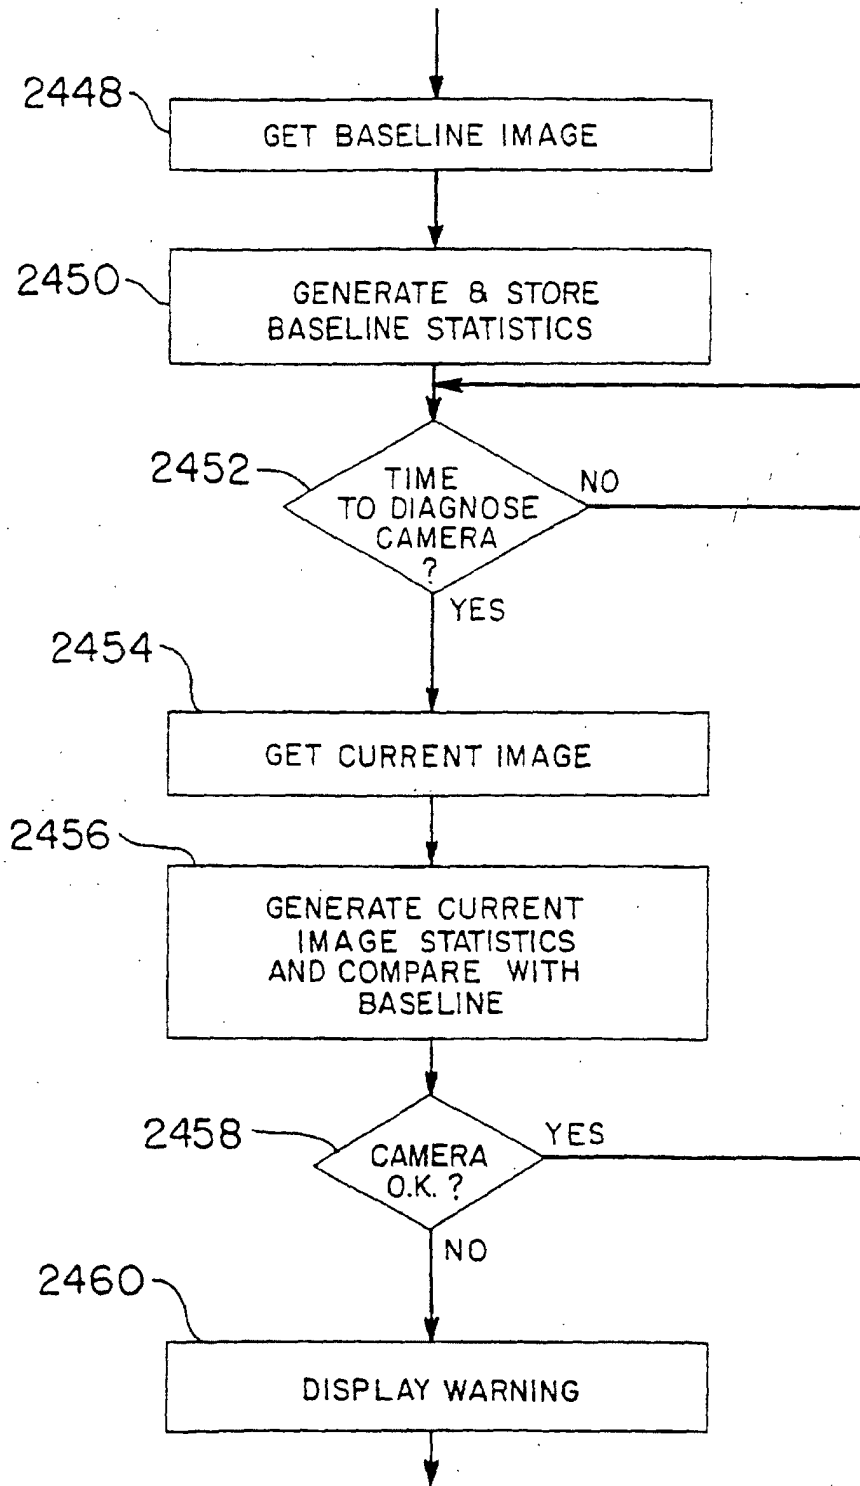 2448
GET BASELINE IMAGE
2450
GENERATE & STORE
BASELINE STATISTICS
2452
TIME
TO DIAGNOSE
CAMERA
?
NO
YES
2454
GET CURRENT IMAGE
2456
GENERATE CURRENT
IMAGE STATISTICS
AND COMPARE WITH
BASELINE
2458
CAMERA
O.K. ?
YES
NO
2460
DISPLAY WARNING